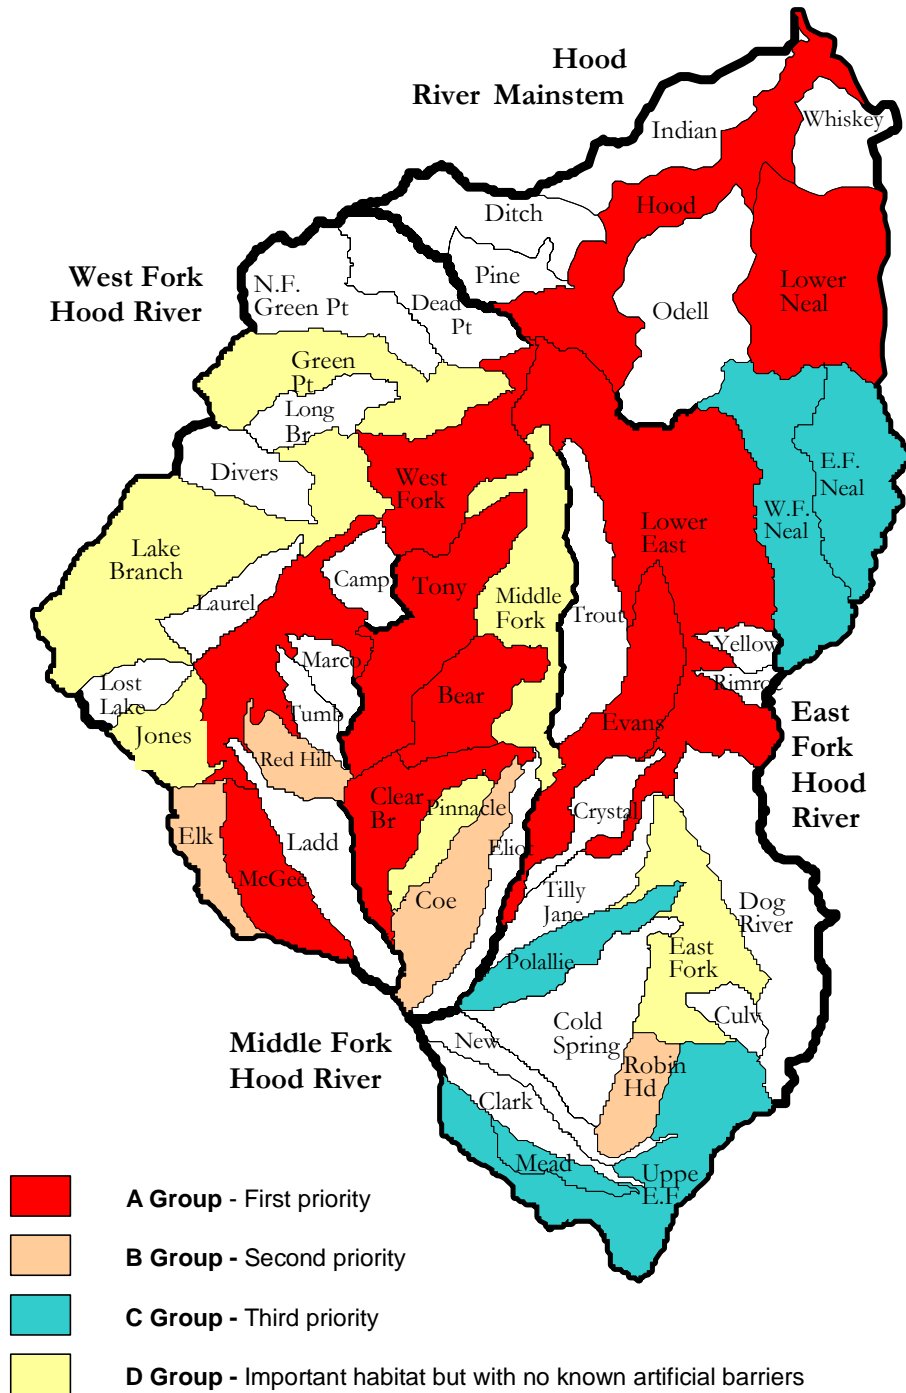 Hood
River Mainstem
Indian
Whiskey
Hood
Ditch
West Fork
Hood River
N.F.
Green Pt
Pine
Dead
Pt
Odell
Lower
Neal
Green
Pt
Long
Br
Divers
West
Fork
E.F.
Neal
W.F.
Neal
Lower
East
Lake
Branch
Camp
Tony
Laurel
Middle
Fork
Trout
Yellow
Marco
Lost
Lake
Rimroc
Bear
Tumb
Jones
Evans
East
Fork
Hood
River
Red Hill
Clear
Br
Pinnacle
Crystal
Elk
Ladd
Eliot
McGee
Coe
Tilly
Jane
Dog
River
Polallie
East
Fork
Culv
Cold
Spring
New
Middle Fork
Hood River
Robin
Hd
Clark
Mead
Uppe
E.F
A Group - First priority
B Group - Second priority
C Group - Third priority
D Group - Important habitat but with no known artificial barriers